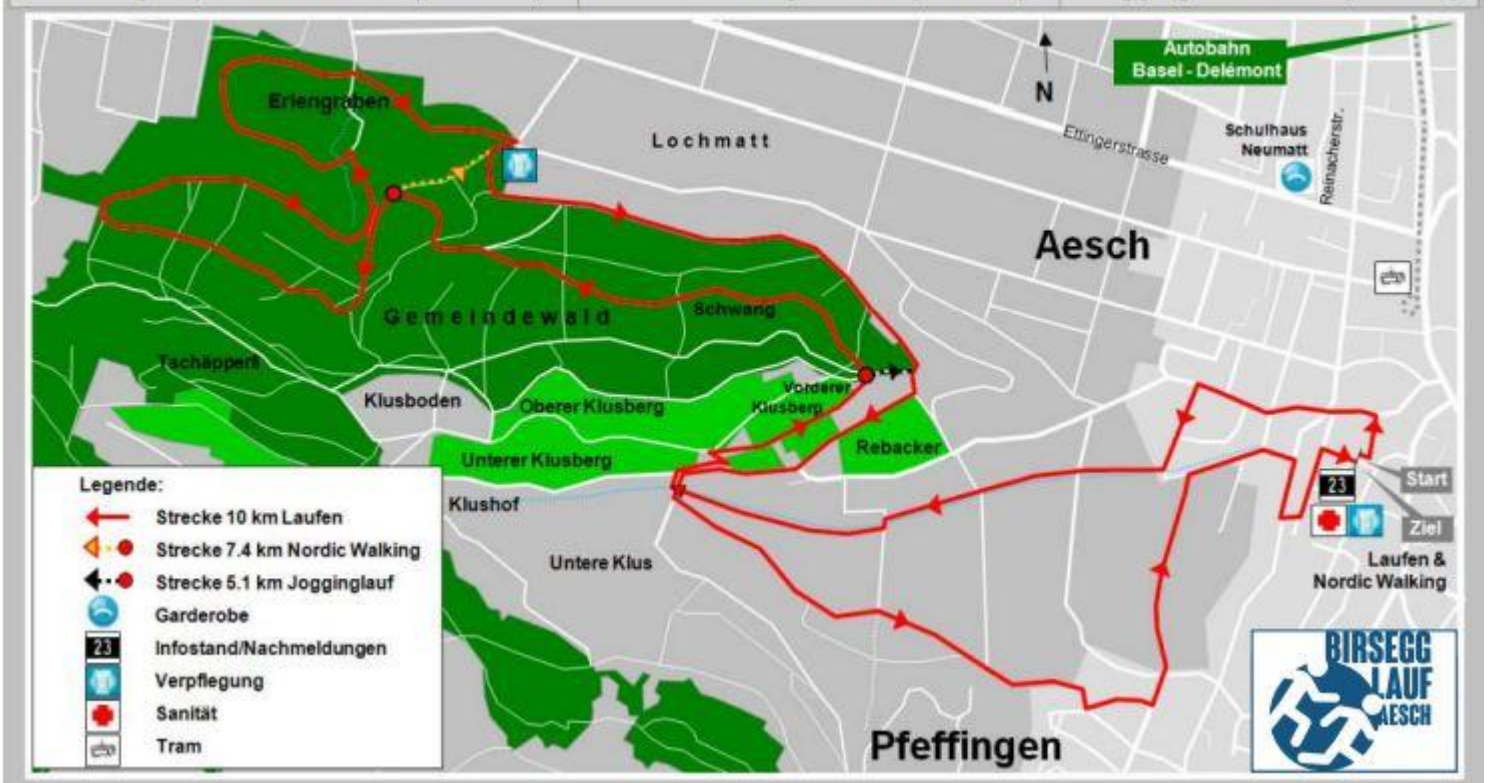 Autobahn
Basel - Delémont
N
Erlengraben
Lochmatt
Ettingerstrasse
Schulhaus
Neumatt
Reinacherstr.
Aesch
Gemeindewald
Schwang
Tschäpperli
Klusboden
Oberer Klusberg
Vorderer
Klusberg
Unterer Klusberg
Rebacker
Klushof
Untere Klus
Start
23
Ziel
Laufen &
Nordic Walking
Pfeffingen
Legende:
Strecke 10 km Laufen
Strecke 7.4 km Nordic Walking
Strecke 5.1 km Jogginglauf
Garderobe
23
Infostand/Nachmeldungen
Verpflegung
Sanität
Tram
BIRSEGG
LAUF
AESCH